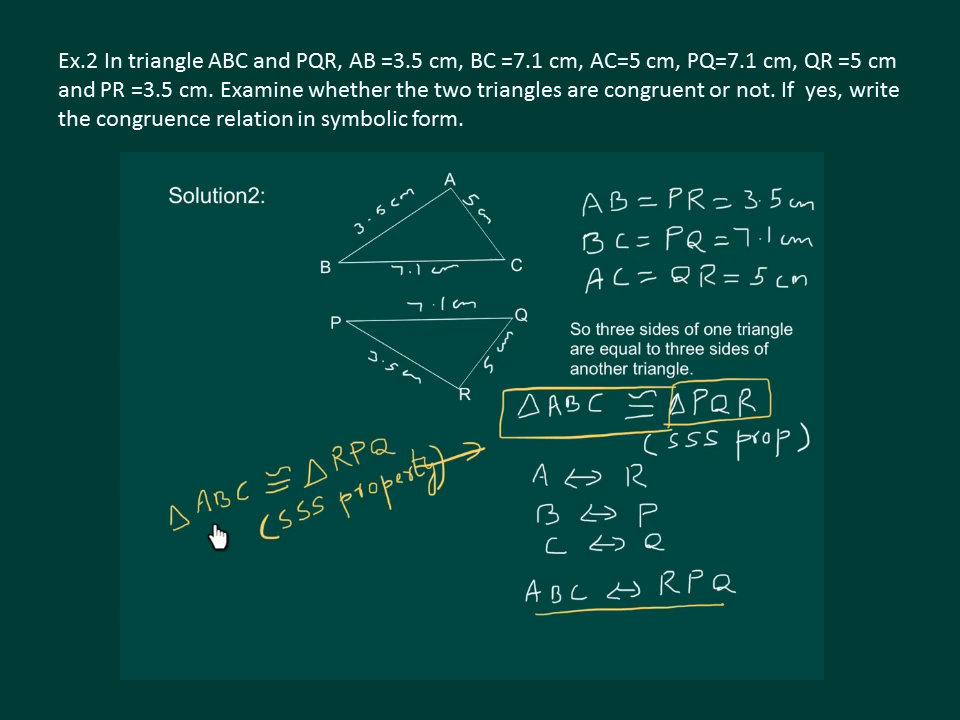 Ex.2 In triangle ABC and PQR, AB =3.5 cm, BC =7.1 cm, AC=5 cm, PQ=7.1 cm, QR =5 cm
and PR =3.5 cm. Examine whether the two triangles are congruent or not. If yes, write
the congruence relation in symbolic form.
Solution2:
A
3.5 cm
5 cm
B
7.1 cm
C
7.1 cm
P
Q
3.5 cm
5 cm
R
AB = PR = 3.5 cm
BC = PQ = 7.1 cm
AC = QR = 5 cm
So three sides of one triangle
are equal to three sides of
another triangle.
△ABC ≅ △PQR
(SSS prop)
A ↔ R
B ↔ P
C ↔ Q
ABC ↔ RPQ
△ABC ≅ △RPQ
(SSS property)